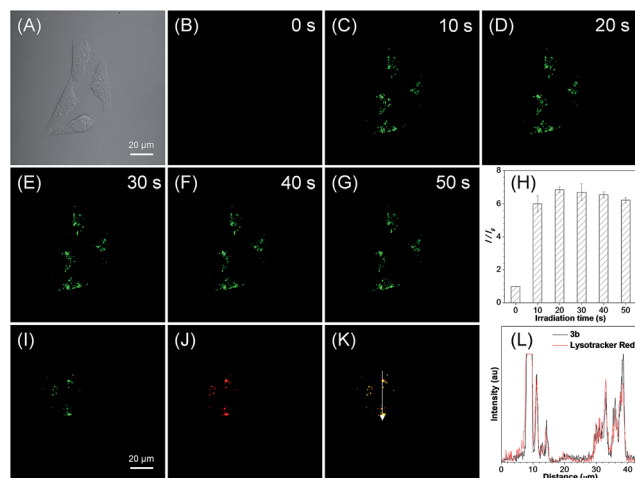 (A)
20 μm
(B)
0 s
(C)
10 s
(D)
20 s
(E)
30 s
(F)
40 s
(G)
50 s
(H)
8
6
4
2
0
I / I0
0 10 20 30 40 50
Irradiation time (s)
(I)
20 μm
(J)
(K)
(L)
3b
Lysotracker Red
Intensity (au)
0 10 20 30 40
Distance (μm)